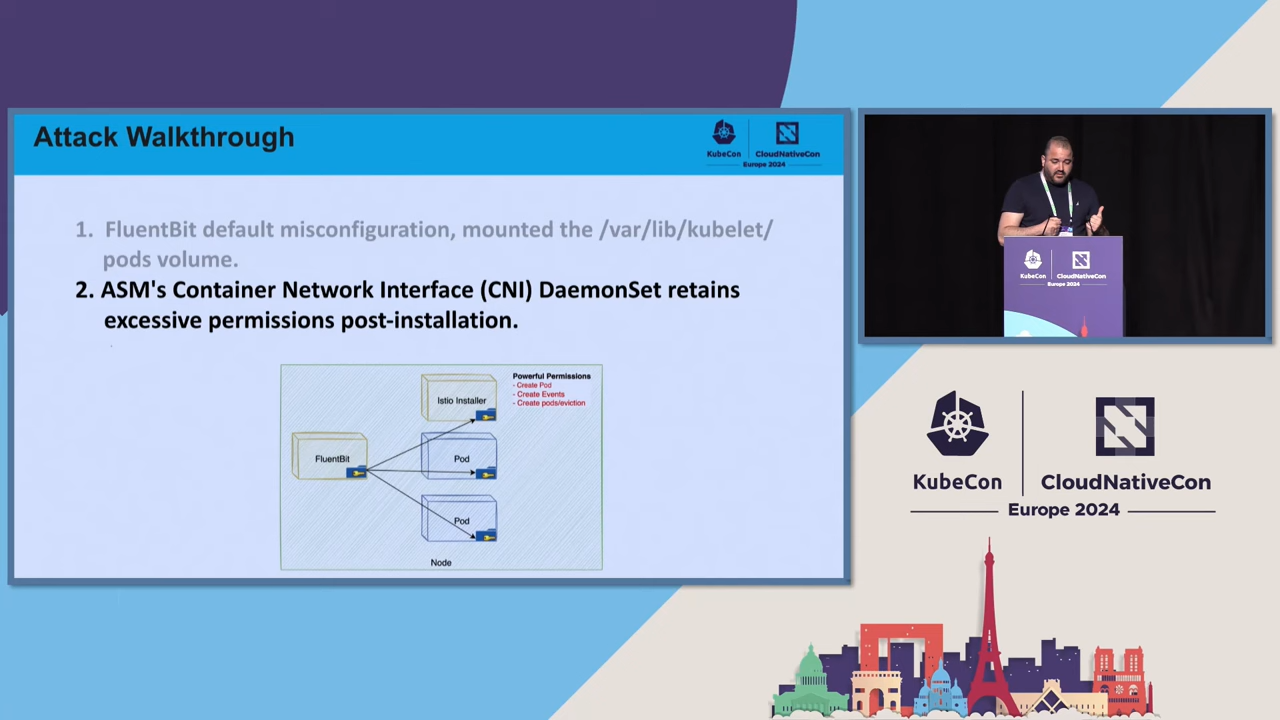 Attack Walkthrough
KubeCon
CloudNativeCon
Europe 2024
1. FluentBit default misconfiguration, mounted the /var/lib/kubelet/
pods volume.
2. ASM's Container Network Interface (CNI) DaemonSet retains
excessive permissions post-installation.
Istio Installer
Powerful Permissions
- Create Pod
- Create Events
- Create pods/eviction
FluentBit
Pod
Pod
Node
KubeCon
CloudNativeCon
Europe 2024
KubeCon
CloudNativeCon
Europe 2024